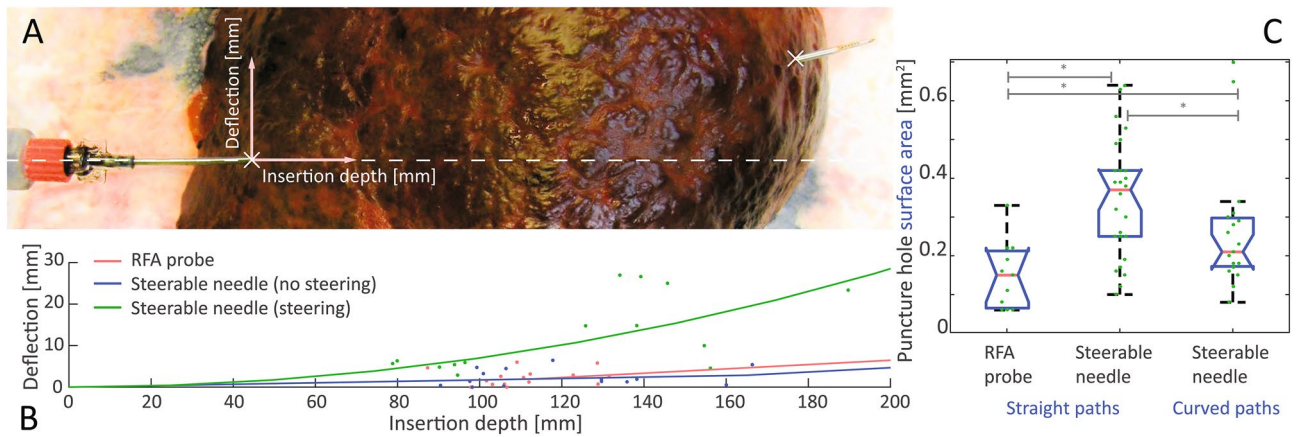 A
Deflection [mm]
Insertion depth [mm]
Deflection [mm]
30
20
10
0
RFA probe
Steerable needle (no steering)
Steerable needle (steering)
0
20
40
60
80
100
120
140
160
180
200
Insertion depth [mm]
B
C
Puncture hole surface area [mm²]
0.6
0.4
0.2
0
*
*
*
RFA
probe
Steerable
needle
Steerable
needle
Straight paths
Curved paths